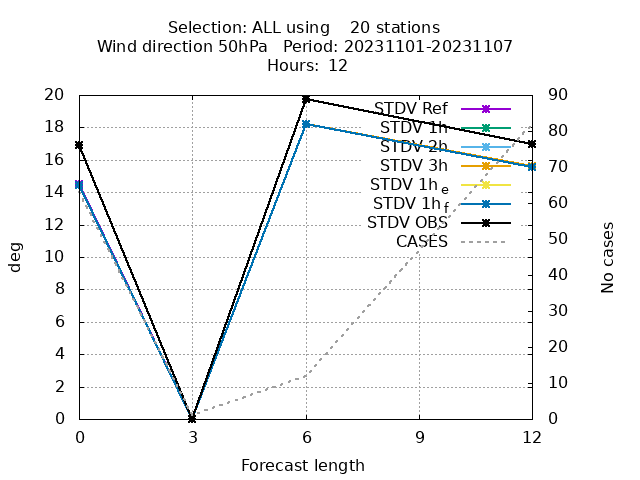 Selection: ALL using    20 stations
Wind direction 50hPa   Period: 20231101-20231107
Hours: 12
20
18
16
14
12
10
8
6
4
2
0
90
80
70
60
50
40
30
20
10
0
deg
No cases
STDV Ref
STDV 1h
STDV 2h
STDV 3h
STDV 1h e
STDV 1h f
STDV OBS
CASES
0 3 6 9 12
Forecast length